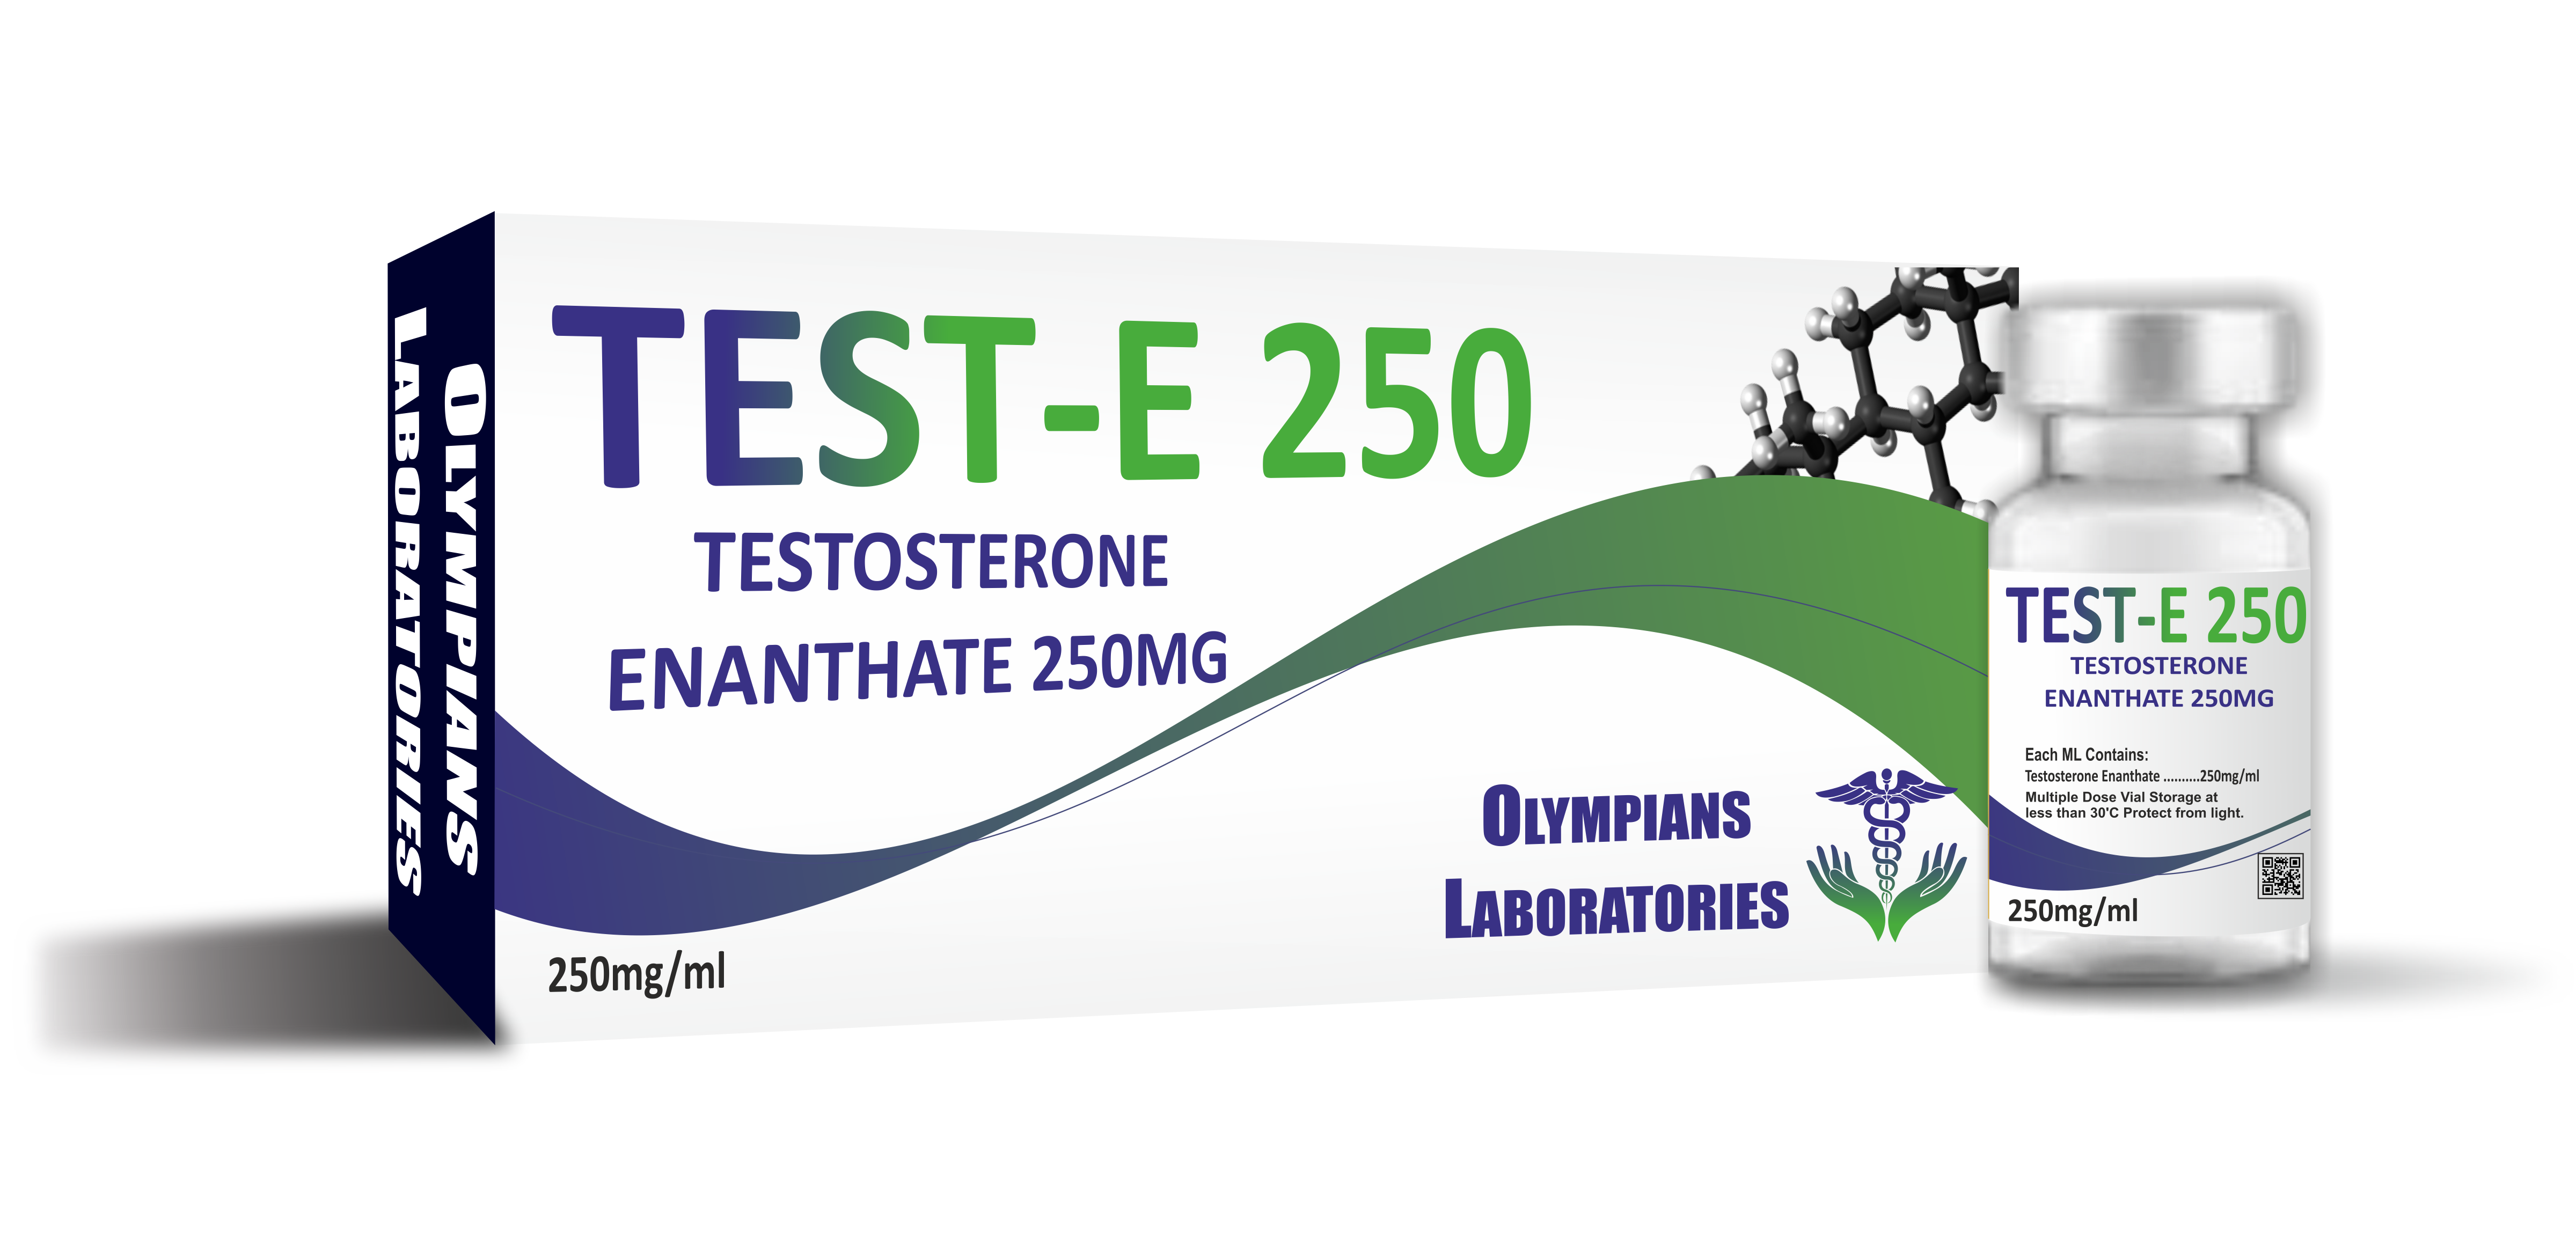 OLYMPIANS
LABORATORIES
TEST-E 250
TESTOSTERONE
ENANTHATE 250MG
250mg/ml
OLYMPIANS
LABORATORIES
TEST-E 250
TESTOSTERONE
ENANTHATE 250MG
Each ML Contains:
Testosterone Enanthate ..........250mg/ml
Multiple Dose Vial Storage at
less than 30'C Protect from light.
250mg/ml